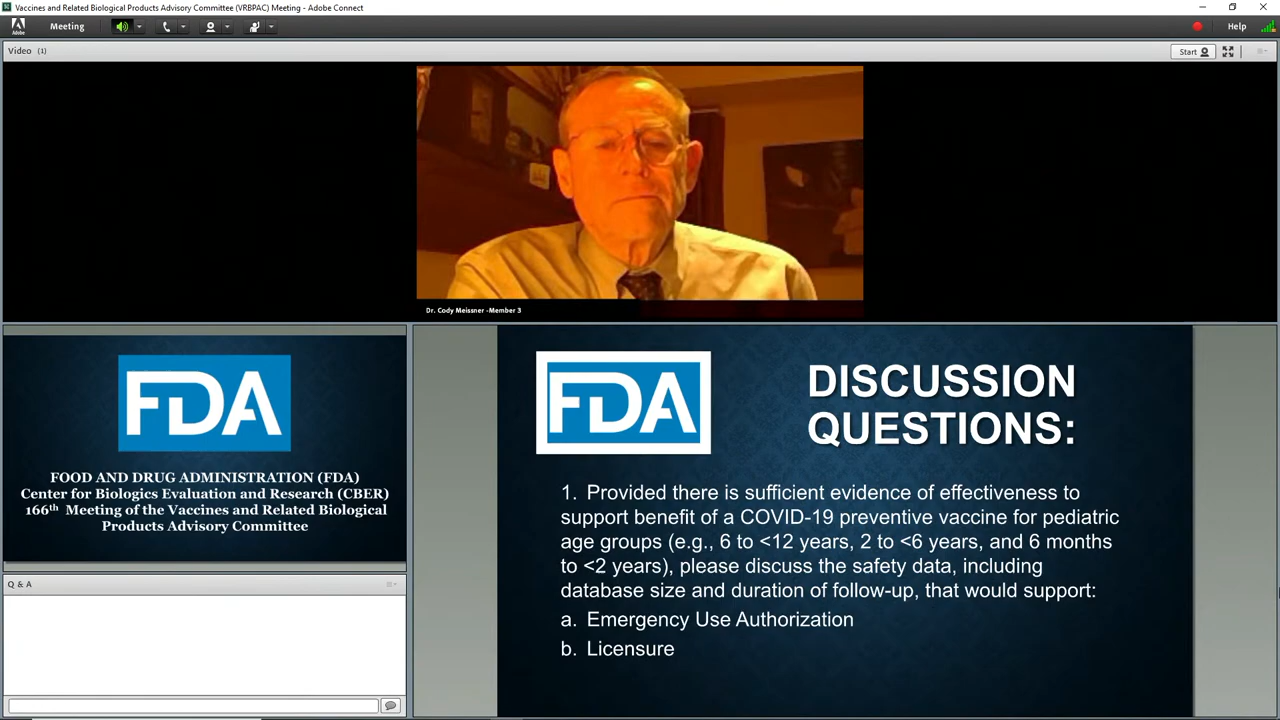 Vaccines and Related Biological Products Advisory Committee (VRBPAC) Meeting - Adobe Connect
Adobe
Meeting
Help
Video (1)
Start
Dr. Cody Meissner -Member 3
FDA
FOOD AND DRUG ADMINISTRATION (FDA)
Center for Biologics Evaluation and Research (CBER)
166th Meeting of the Vaccines and Related Biological
Products Advisory Committee
Q & A
FDA
DISCUSSION
QUESTIONS:
1. Provided there is sufficient evidence of effectiveness to
support benefit of a COVID-19 preventive vaccine for pediatric
age groups (e.g., 6 to <12 years, 2 to <6 years, and 6 months
to <2 years), please discuss the safety data, including
database size and duration of follow-up, that would support:
a. Emergency Use Authorization
b. Licensure